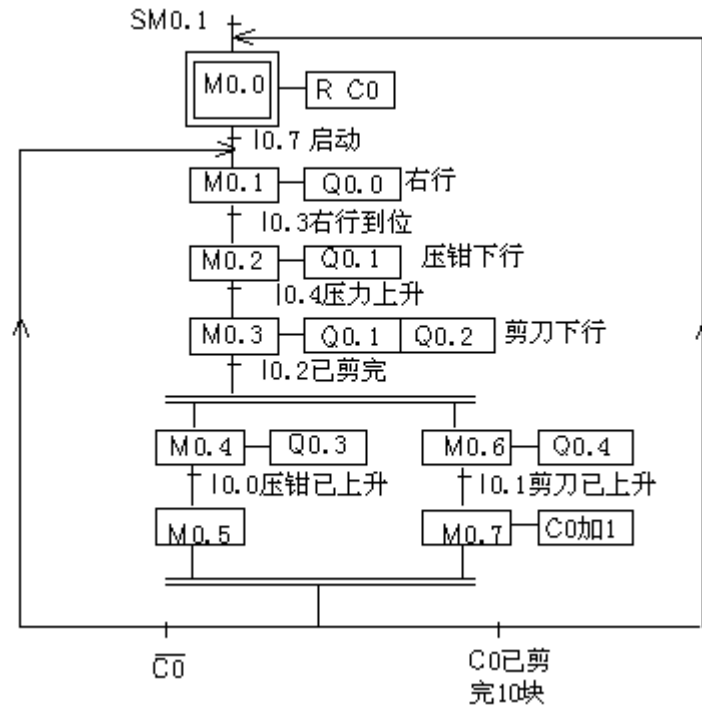 SM0.1
M0.0 R C0
I0.7 启动
M0.1 Q0.0 右行
I0.3右行到位
M0.2 Q0.1 压钳下行
I0.4压力上升
M0.3 Q0.1 Q0.2 剪刀下行
I0.2已剪完
M0.4 Q0.3 M0.6 Q0.4
I0.0压钳已上升 I0.1剪刀已上升
M0.5 M0.7 C0加1
C̅0̅ C0已剪
完10块